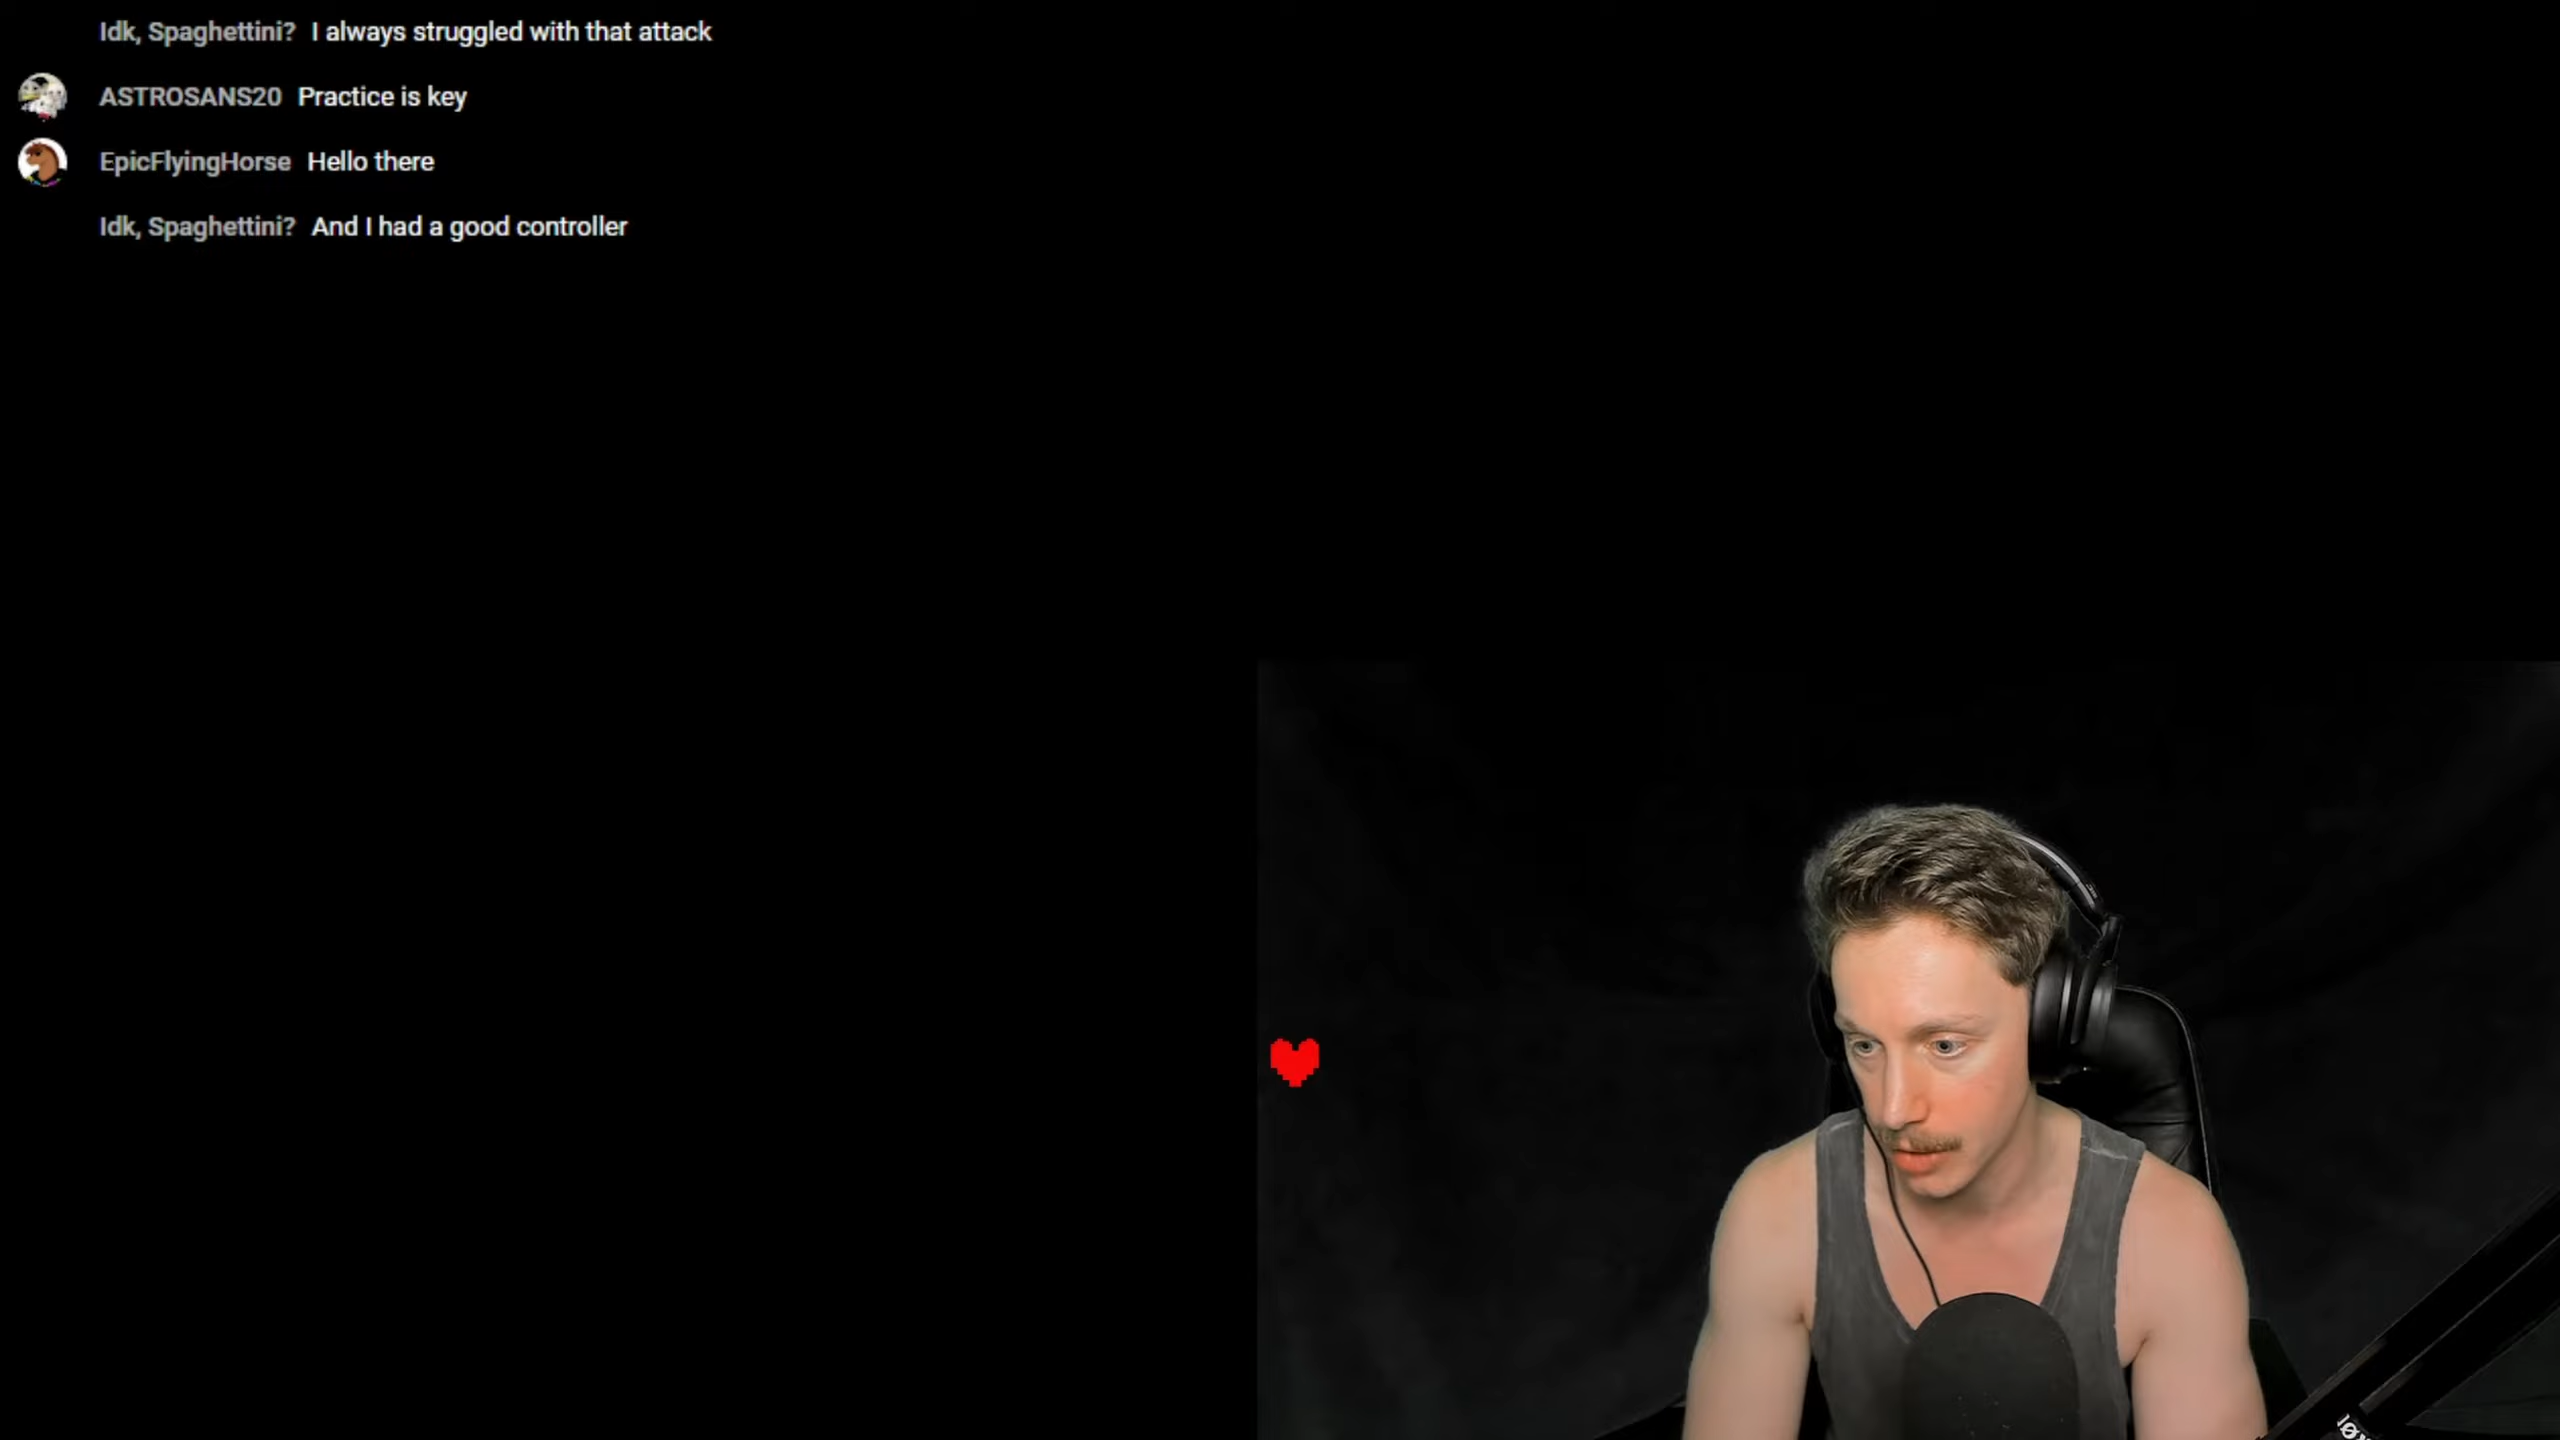 Idk, Spaghettini? I always struggled with that attack
ASTROSANS20 Practice is key
EpicFlyingHorse Hello there
Idk, Spaghettini? And I had a good controller